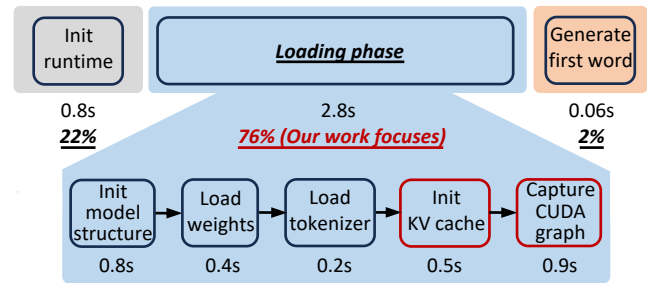 Init
runtime
Loading phase
Generate
first word
0.8s
2.8s
0.06s
22%
76% (Our work focuses)
2%
Init
model
structure
Load
weights
Load
tokenizer
Init
KV cache
Capture
CUDA
graph
0.8s
0.4s
0.2s
0.5s
0.9s